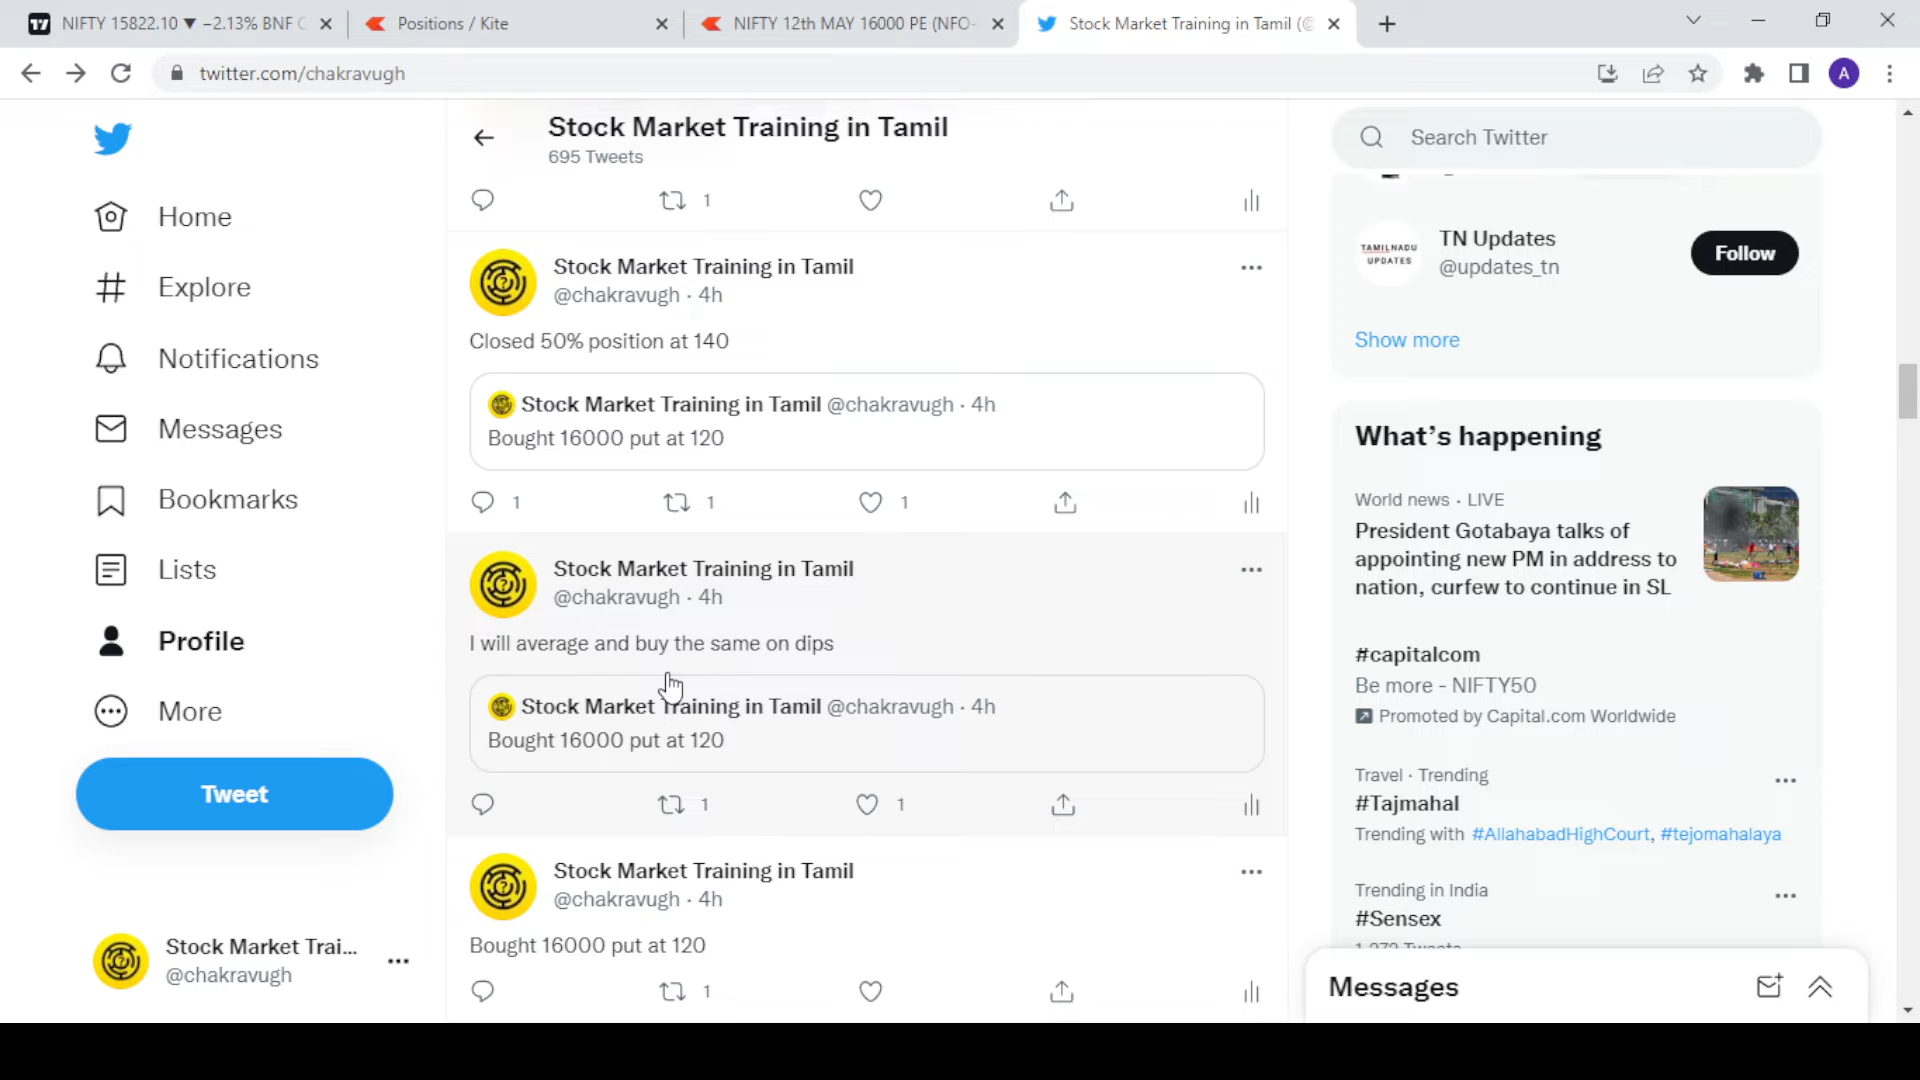 NIFTY 15822.10 ▼ −2.13% BNF
Positions / Kite
NIFTY 12th MAY 16000 PE (NFO-
Stock Market Training in Tamil (@
twitter.com/chakravugh
A
Home
Explore
Notifications
Messages
Bookmarks
Lists
Profile
More
Tweet
Stock Market Trai...
@chakravugh
Stock Market Training in Tamil
695 Tweets
1
Stock Market Training in Tamil
@chakravugh · 4h
Closed 50% position at 140
Stock Market Training in Tamil @chakravugh · 4h
Bought 16000 put at 120
1 1 1
Stock Market Training in Tamil
@chakravugh · 4h
I will average and buy the same on dips
Stock Market Training in Tamil @chakravugh · 4h
Bought 16000 put at 120
1 1
Stock Market Training in Tamil
@chakravugh · 4h
Bought 16000 put at 120
1
Search Twitter
TAMILNADU
UPDATES
TN Updates
@updates_tn
Follow
Show more
What's happening
World news · LIVE
President Gotabaya talks of
appointing new PM in address to
nation, curfew to continue in SL
#capitalcom
Be more - NIFTY50
Promoted by Capital.com Worldwide
Travel · Trending
#Tajmahal
Trending with #AllahabadHighCourt, #tejomahalaya
Trending in India
#Sensex
Messages